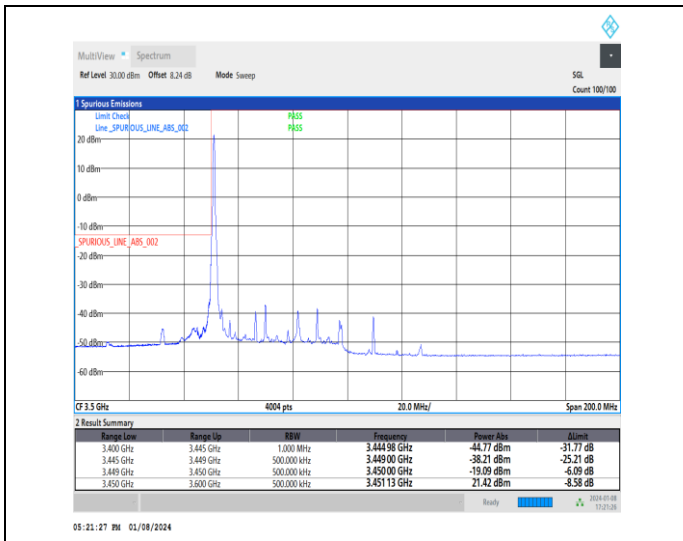 MultiView Spectrum
Ref Level 30.00 dBm Offset 8.24 dB Mode Sweep SGL
Count 100/100
1 Spurious Emissions
Limit Check PASS
Line _SPURIOUS_LINE_ABS_002 PASS
20 dBm
10 dBm
0 dBm
-10 dBm
_SPURIOUS_LINE_ABS_002
-20 dBm
-30 dBm
-40 dBm
-50 dBm
-60 dBm
CF 3.5 GHz 4004 pts 20.0 MHz/ Span 200.0 MHz
2 Result Summary
Range Low Range Up RBW Frequency Power Abs ΔLimit
3.400 GHz 3.445 GHz 1.000 MHz 3.444 98 GHz -44.77 dBm -31.77 dB
3.445 GHz 3.449 GHz 500.000 kHz 3.449 00 GHz -38.21 dBm -25.21 dB
3.449 GHz 3.450 GHz 500.000 kHz 3.450 00 GHz -19.09 dBm -6.09 dB
3.450 GHz 3.600 GHz 500.000 kHz 3.451 13 GHz 21.42 dBm -8.58 dB
Ready 2024-01-08
17:21:26
05:21:27 PM 01/08/2024